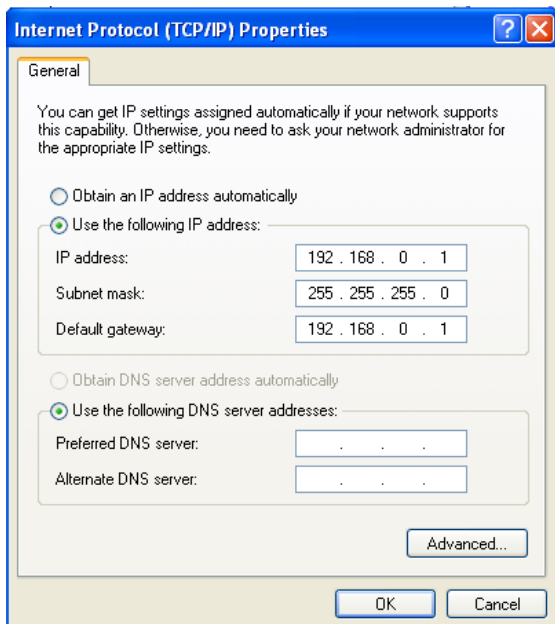 Internet Protocol (TCP/IP) Properties
General
You can get IP settings assigned automatically if your network supports
this capability. Otherwise, you need to ask your network administrator for
the appropriate IP settings.
Obtain an IP address automatically
Use the following IP address:
IP address: 192 . 168 . 0 . 1
Subnet mask: 255 . 255 . 255 . 0
Default gateway: 192 . 168 . 0 . 1
Obtain DNS server address automatically
Use the following DNS server addresses:
Preferred DNS server: . . .
Alternate DNS server: . . .
Advanced...
OK Cancel